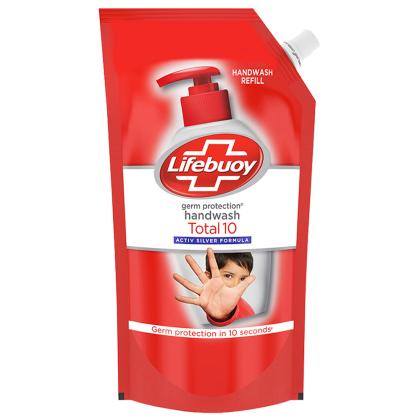 HANDWASH
REFILL
Lifebuoy
germ protection*
handwash
Total 10
ACTIV SILVER FORMULA
Germ protection in 10 seconds*